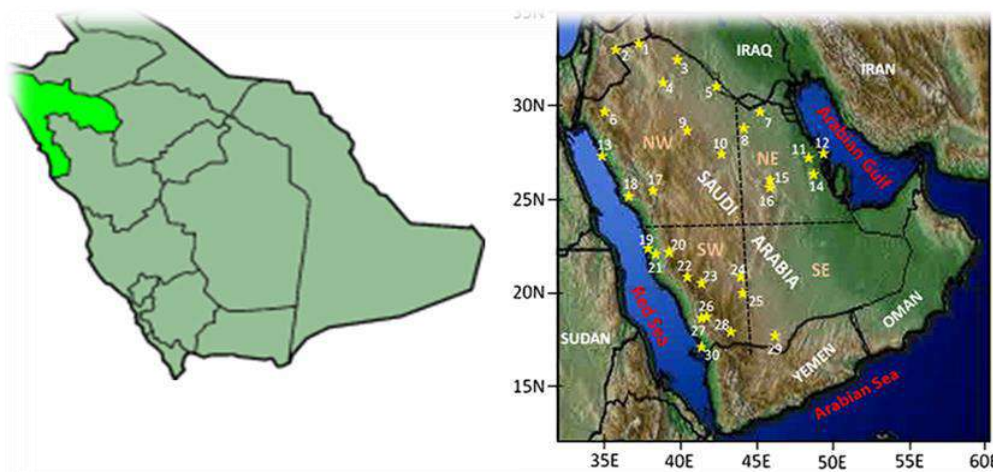 35N
IRAQ
IRAN
1
2
3
4
5
30N
Arabian Gulf
6
7
8
9
10
NW
NE
11
12
13
14
15
16
17
18
SAUDI
25N
19
20
SW
21
22
23
24
ARABIA
SE
25
20N
Red Sea
26
27
28
29
30
OMAN
SUDAN
YEMEN
15N
Arabian Sea
35E 40E 45E 50E 55E 60E